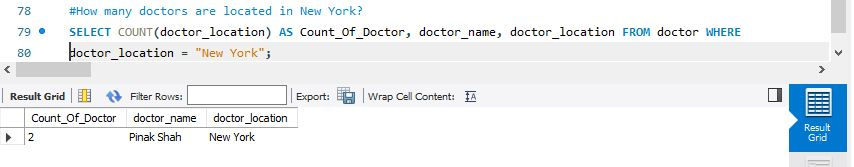 78 #How many doctors are located in New York?
79 SELECT COUNT(doctor_location) AS Count_Of_Doctor, doctor_name, doctor_location FROM doctor WHERE
80 doctor_location = "New York";
Result Grid Filter Rows: Export: Wrap Cell Content: IA
Count_Of_Doctor doctor_name doctor_location
2 Pinak Shah New York
Result
Grid